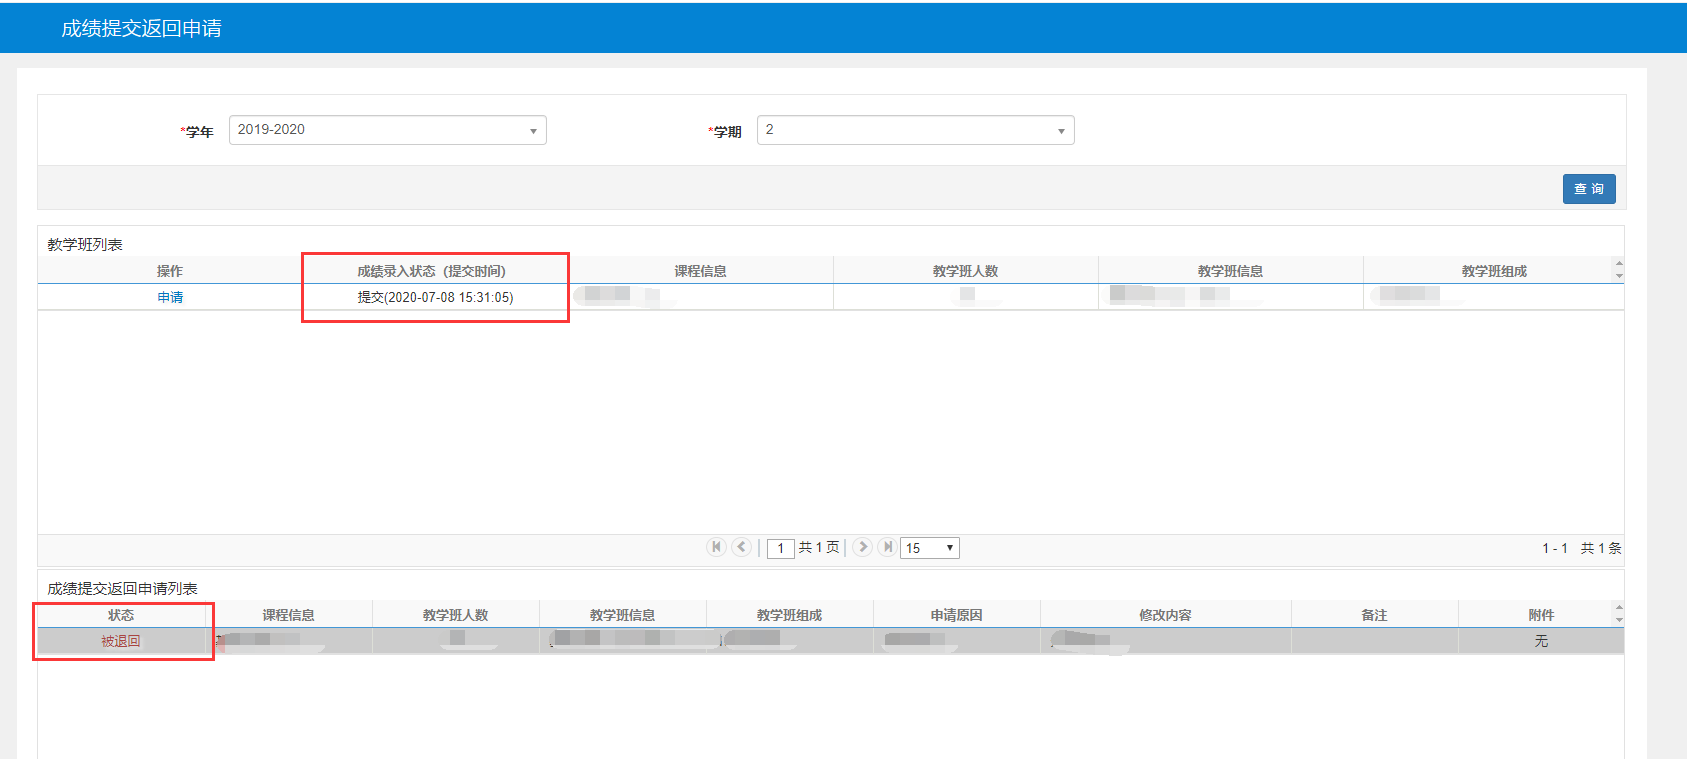 成绩提交返回申请
*学年 2019-2020 *学期 2
查 询
教学班列表
操作 成绩录入状态（提交时间） 课程信息 教学班人数 教学班信息 教学班组成
申请 提交(2020-07-08 15:31:05)
1 共 1 页 15 1 - 1 共 1 条
成绩提交返回申请列表
状态 课程信息 教学班人数 教学班信息 教学班组成 申请原因 修改内容 备注 附件
被退回 无